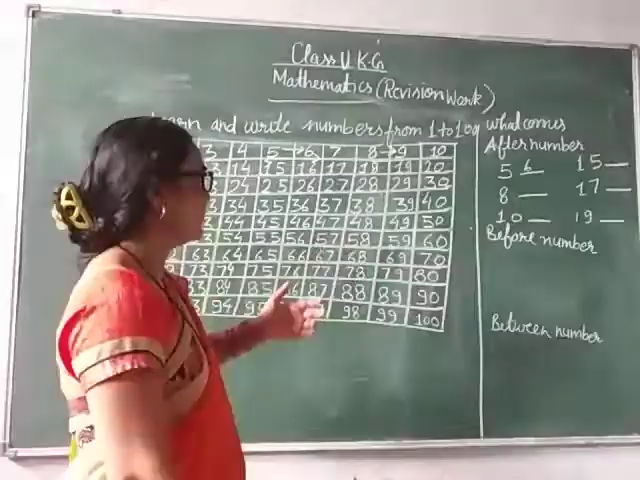 Class U.K.G
Mathematics (Revision Work)
and write numbers from 1 to 100
3 4 5 → 6 7 8 → 9 10
13 14 15 16 17 18 19 20
24 25 26 27 28 29 30
34 35 36 37 38 39 40
44 45 46 47 48 49 50
54 55 56 57 58 59 60
63 64 65 66 67 68 69 70
73 74 75 76 77 78 79 80
84 85 87 88 89 90
94 98 99 100
what comes
After number
5 6 15 —
8 — 17 —
10 — 19 —
Before number
Between number